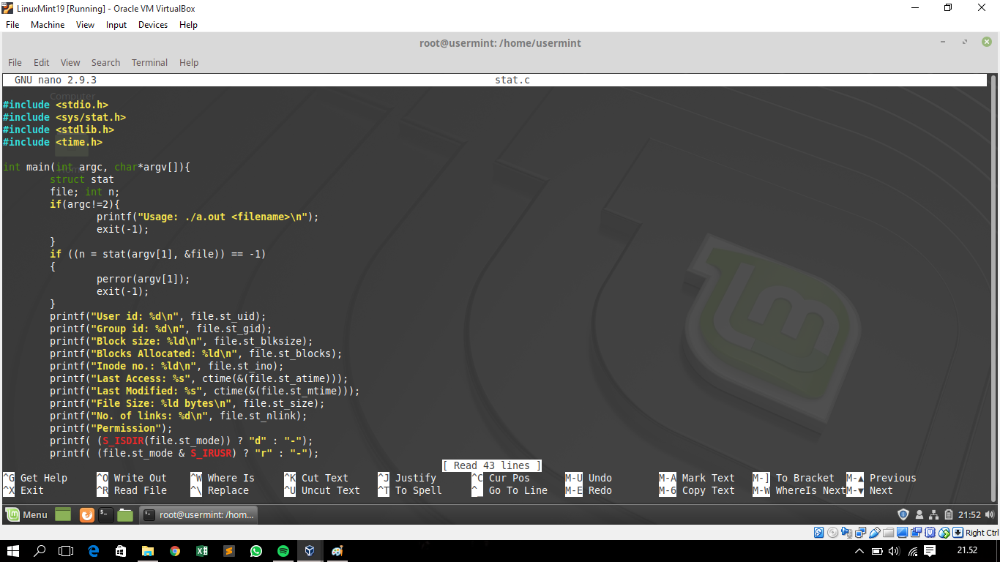 LinuxMint19 [Running] - Oracle VM VirtualBox
File Machine View Input Devices Help
root@usermint: /home/usermint
File Edit View Search Terminal Help
GNU nano 2.9.3 stat.c
Computer
#include <stdio.h>
#include <sys/stat.h>
#include <stdlib.h>
#include <time.h>
int main(int argc, char*argv[]){
struct stat
file; int n;
if(argc!=2){
printf("Usage: ./a.out <filename>\n");
exit(-1);
}
if ((n = stat(argv[1], &file)) == -1)
{
perror(argv[1]);
exit(-1);
}
printf("User id: %d\n", file.st_uid);
printf("Group id: %d\n", file.st_gid);
printf("Block size: %ld\n", file.st_blksize);
printf("Blocks Allocated: %ld\n", file.st_blocks);
printf("Inode no.: %ld\n", file.st_ino);
printf("Last Access: %s", ctime(&(file.st_atime)));
printf("Last Modified: %s", ctime(&(file.st_mtime)));
printf("File Size: %ld bytes\n", file.st_size);
printf("No. of links: %d\n", file.st_nlink);
printf("Permission");
printf( (S_ISDIR(file.st_mode)) ? "d" : "-");
printf( (file.st_mode & S_IRUSR) ? "r" : "-");
[ Read 43 lines ]
^G Get Help ^O Write Out ^W Where Is ^K Cut Text ^J Justify ^C Cur Pos M-U Undo M-A Mark Text M-] To Bracket M-▲ Previous
^X Exit ^R Read File ^\ Replace ^U Uncut Text ^T To Spell ^_ Go To Line M-E Redo M-6 Copy Text M-W WhereIs Next M-▼ Next
Menu root@usermint: /hom... 21:52
Right Ctrl
21.52